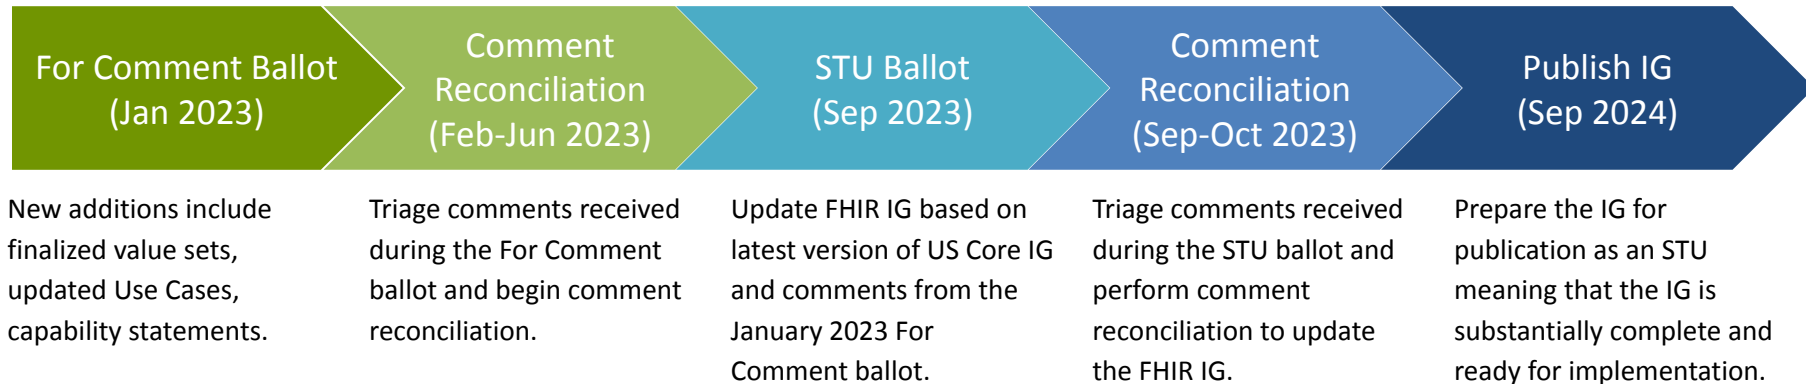 For Comment Ballot
(Jan 2023)
Comment
Reconciliation
(Feb-Jun 2023)
STU Ballot
(Sep 2023)
Comment
Reconciliation
(Sep-Oct 2023)
Publish IG
(Sep 2024)
New additions include
finalized value sets,
updated Use Cases,
capability statements.
Triage comments received
during the For Comment
ballot and begin comment
reconciliation.
Update FHIR IG based on
latest version of US Core IG
and comments from the
January 2023 For
Comment ballot.
Triage comments received
during the STU ballot and
perform comment
reconciliation to update
the FHIR IG.
Prepare the IG for
publication as an STU
meaning that the IG is
substantially complete and
ready for implementation.